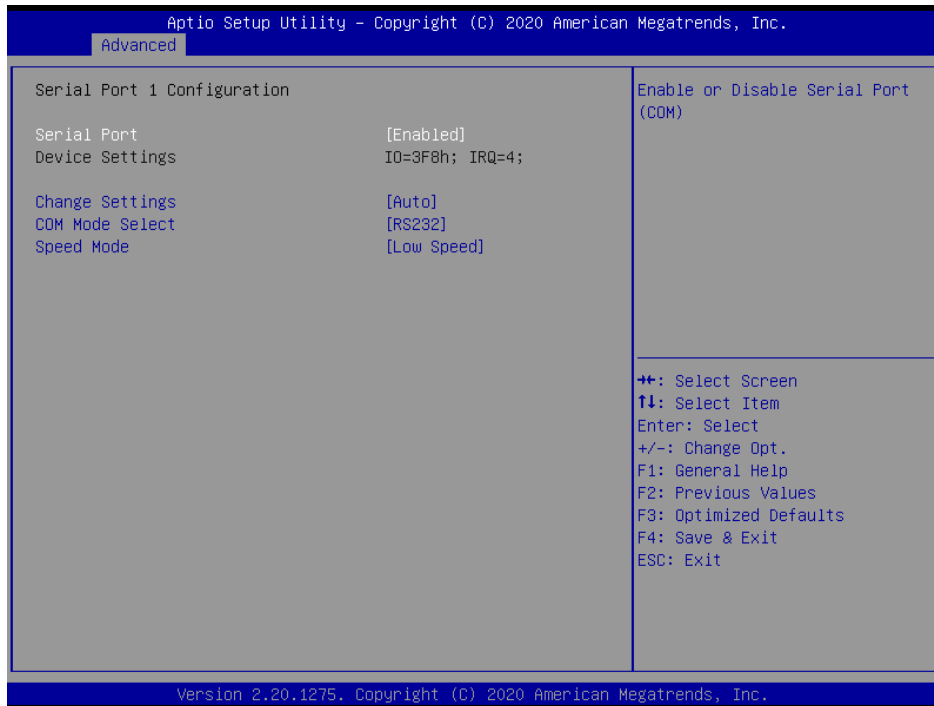 Aptio Setup Utility – Copyright (C) 2020 American Megatrends, Inc.
Advanced
Serial Port 1 Configuration
Serial Port [Enabled]
Device Settings IO=3F8h; IRQ=4;
Change Settings [Auto]
COM Mode Select [RS232]
Speed Mode [Low Speed]
Enable or Disable Serial Port
(COM)
→←: Select Screen
↑↓: Select Item
Enter: Select
+/-: Change Opt.
F1: General Help
F2: Previous Values
F3: Optimized Defaults
F4: Save & Exit
ESC: Exit
Version 2.20.1275. Copyright (C) 2020 American Megatrends, Inc.